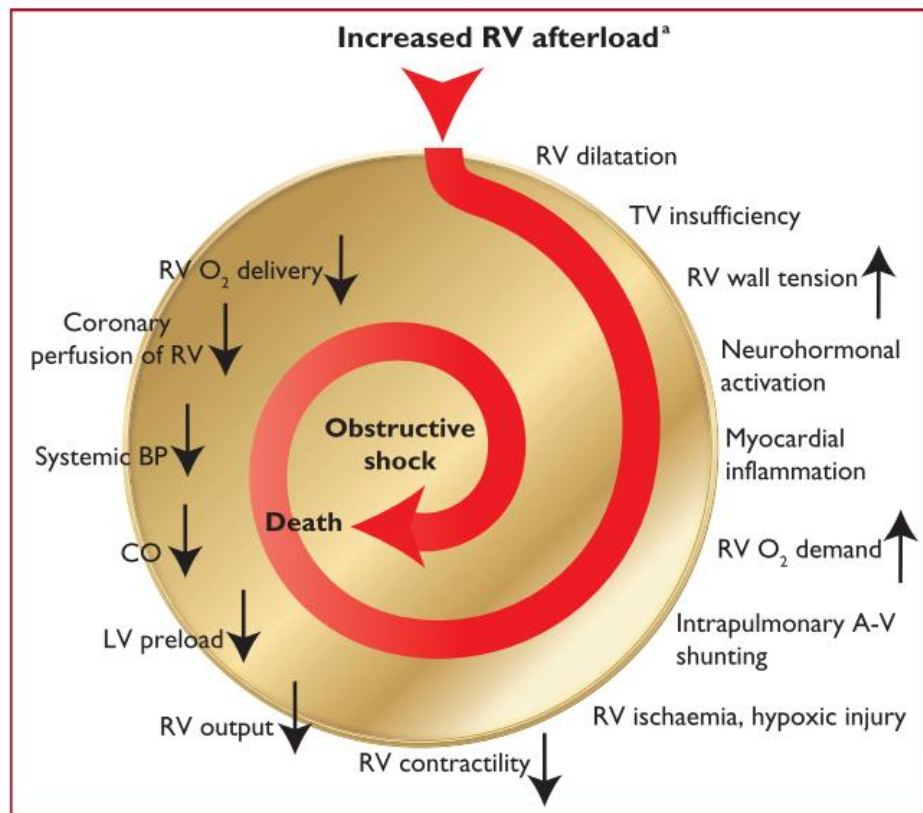 Increased RV afterloadᵃ
RV dilatation
TV insufficiency
RV wall tension
Neurohormonal
activation
Myocardial
inflammation
RV O₂ demand
Intrapulmonary A-V
shunting
RV ischaemia, hypoxic injury
RV contractility
RV output
LV preload
CO
Systemic BP
Coronary
perfusion of RV
RV O₂ delivery
Obstructive
shock
Death